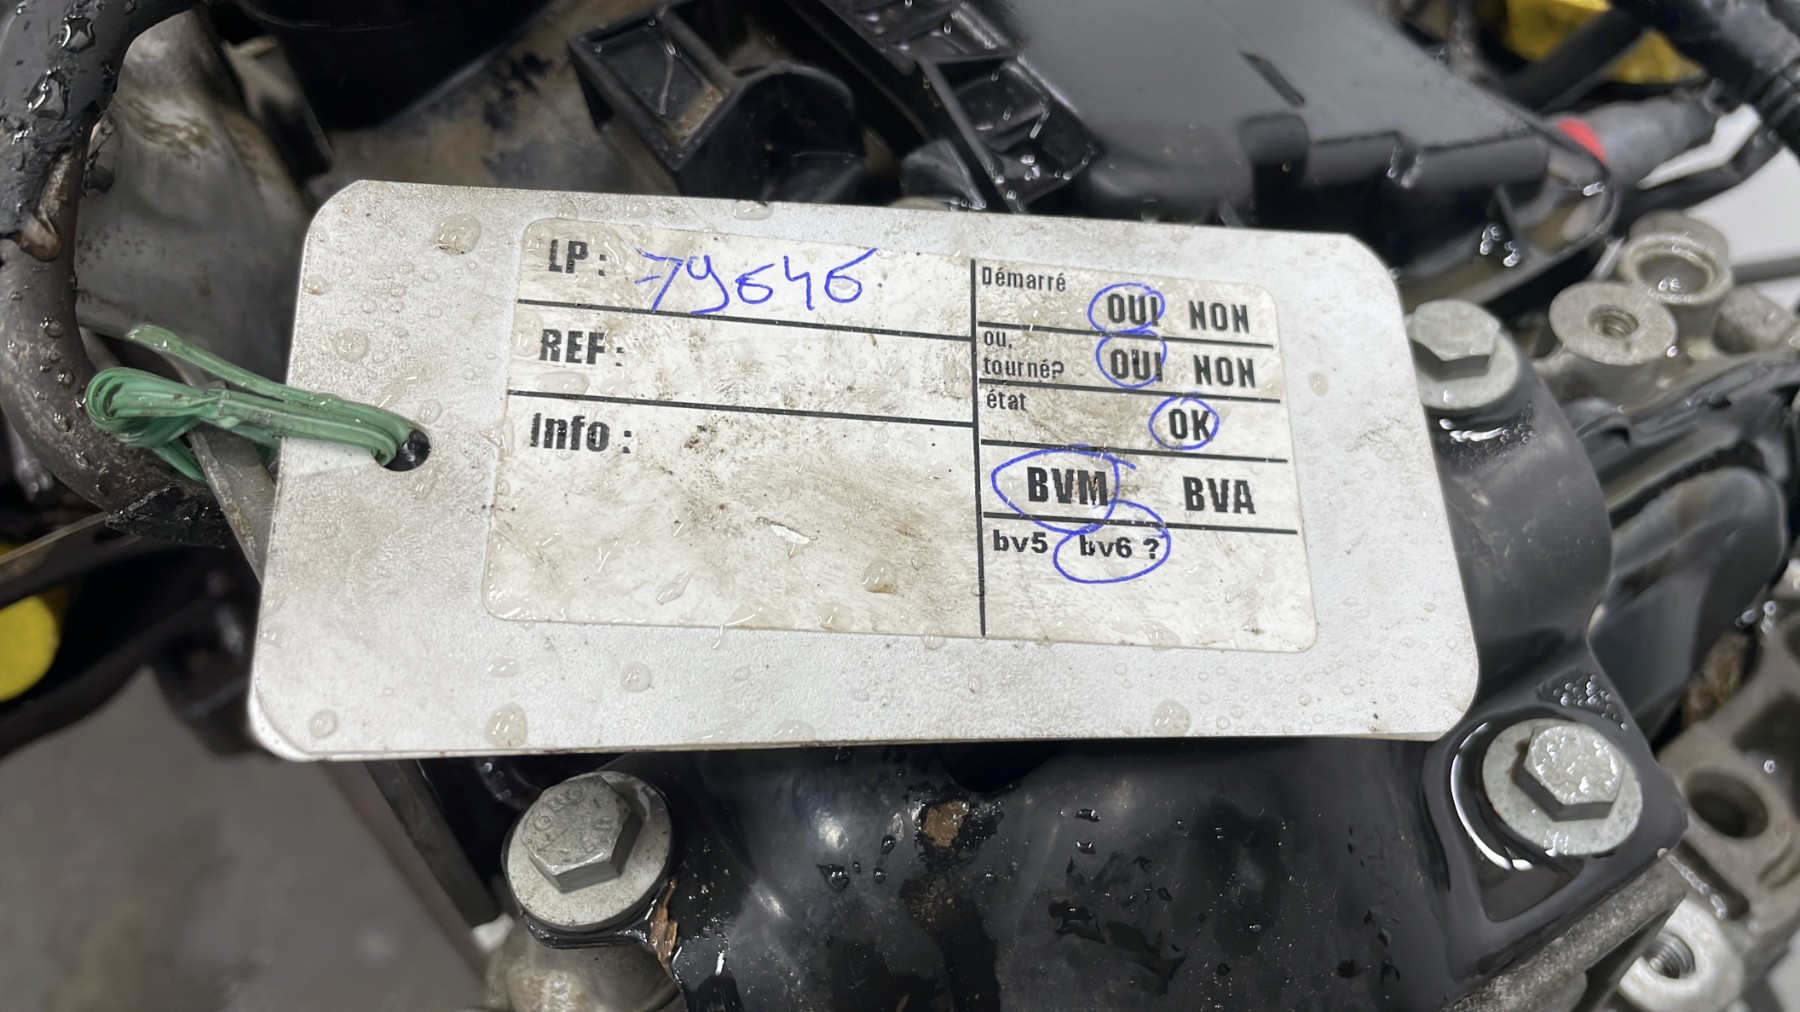 LP: 79646
REF:
Info:
Démarré
OUI NON
ou,
tourné? OUI NON
état
OK
BVM BVA
bv5 bv6 ?